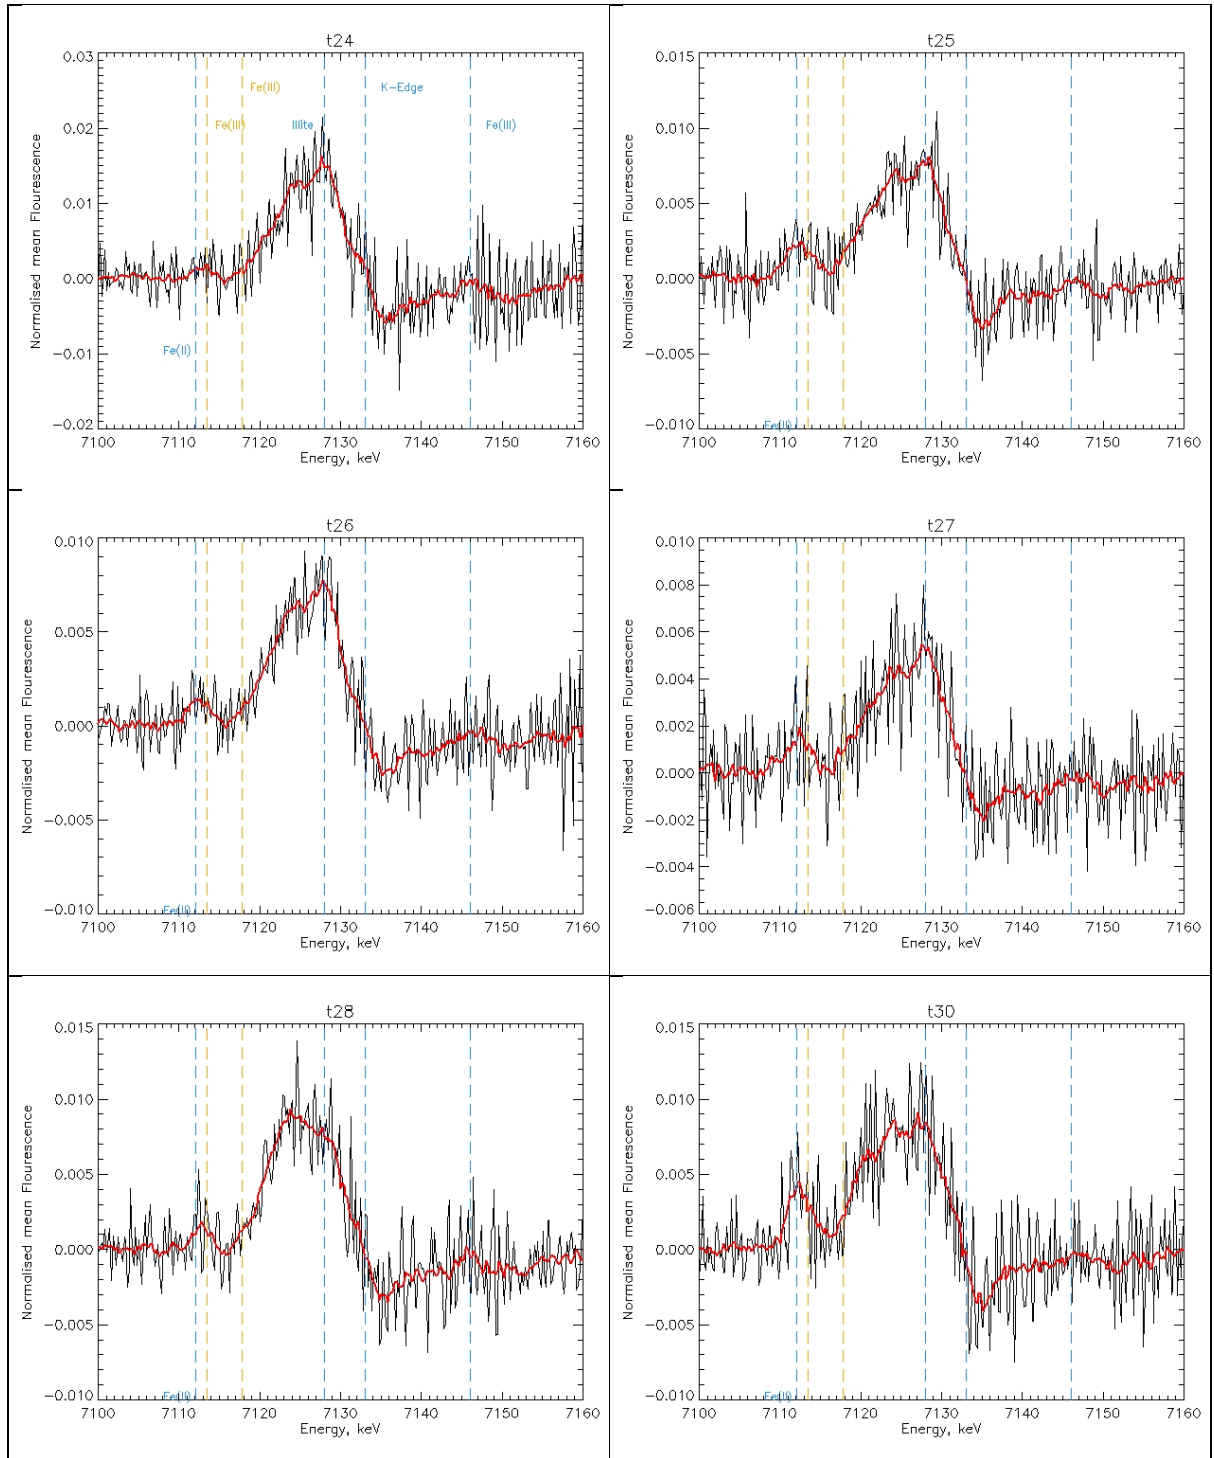 t24
0.03
0.02
0.01
0.00
−0.01
−0.02
Normalised mean Flourescence
Fe(III)
K−Edge
Fe(III)
Illite
Fe(III)
Fe(II)
7100 7110 7120 7130 7140 7150 7160
Energy, keV
t25
0.015
0.010
0.005
0.000
−0.005
−0.010
Normalised mean Flourescence
Fe(II)
7100 7110 7120 7130 7140 7150 7160
Energy, keV
t26
0.010
0.005
0.000
−0.005
−0.010
Normalised mean Flourescence
Fe(II)
7100 7110 7120 7130 7140 7150 7160
Energy, keV
t27
0.010
0.008
0.006
0.004
0.002
0.000
−0.002
−0.004
−0.006
Normalised mean Flourescence
7100 7110 7120 7130 7140 7150 7160
Energy, keV
t28
0.015
0.010
0.005
0.000
−0.005
−0.010
Normalised mean Flourescence
Fe(II)
7100 7110 7120 7130 7140 7150 7160
Energy, keV
t30
0.015
0.010
0.005
0.000
−0.005
−0.010
Normalised mean Flourescence
Fe(II)
7100 7110 7120 7130 7140 7150 7160
Energy, keV